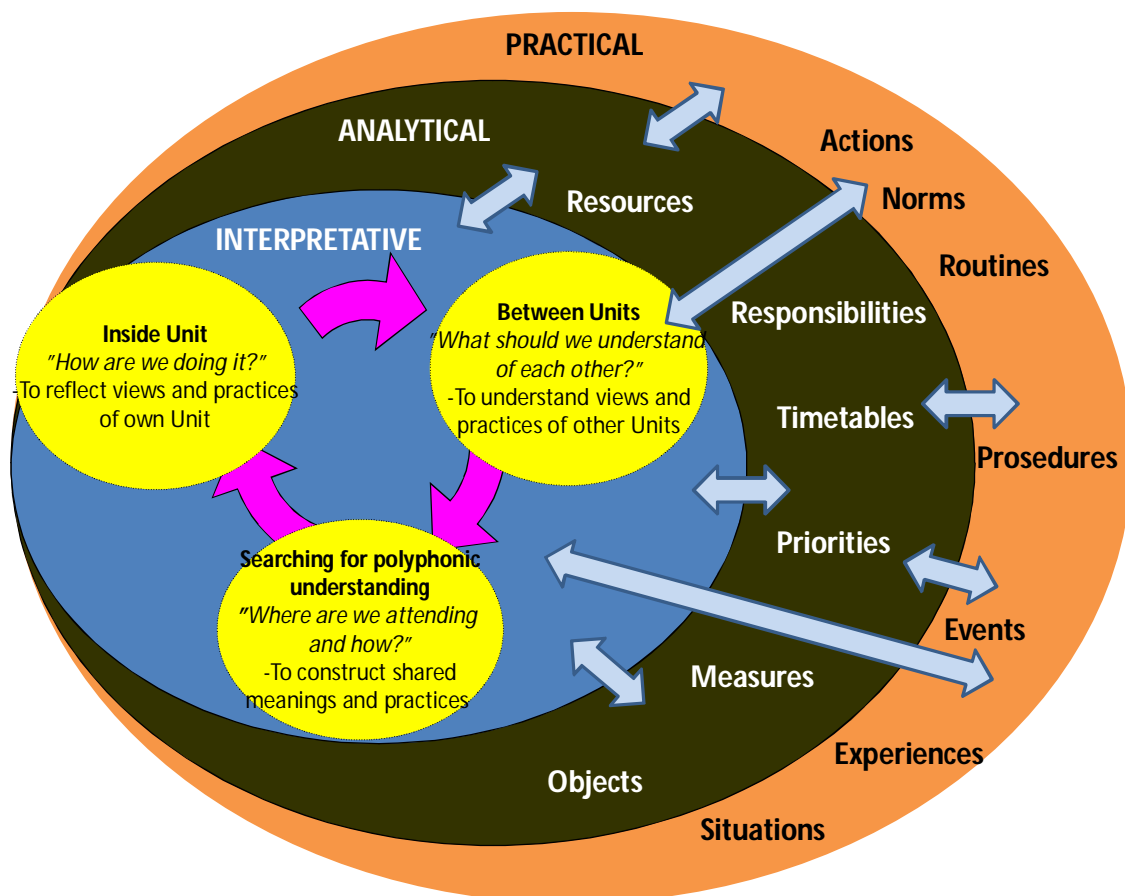 PRACTICAL
ANALYTICAL
Actions
Resources
Norms
INTERPRETATIVE
Routines
Inside Unit
"How are we doing it?"
-To reflect views and practices
of own Unit
Between Units
"What should we understand
of each other?"
-To understand views and
practices of other Units
Responsibilities
Timetables
Prosedures
Priorities
Searching for polyphonic
understanding
"Where are we attending
and how?"
-To construct shared
meanings and practices
Events
Measures
Experiences
Objects
Situations